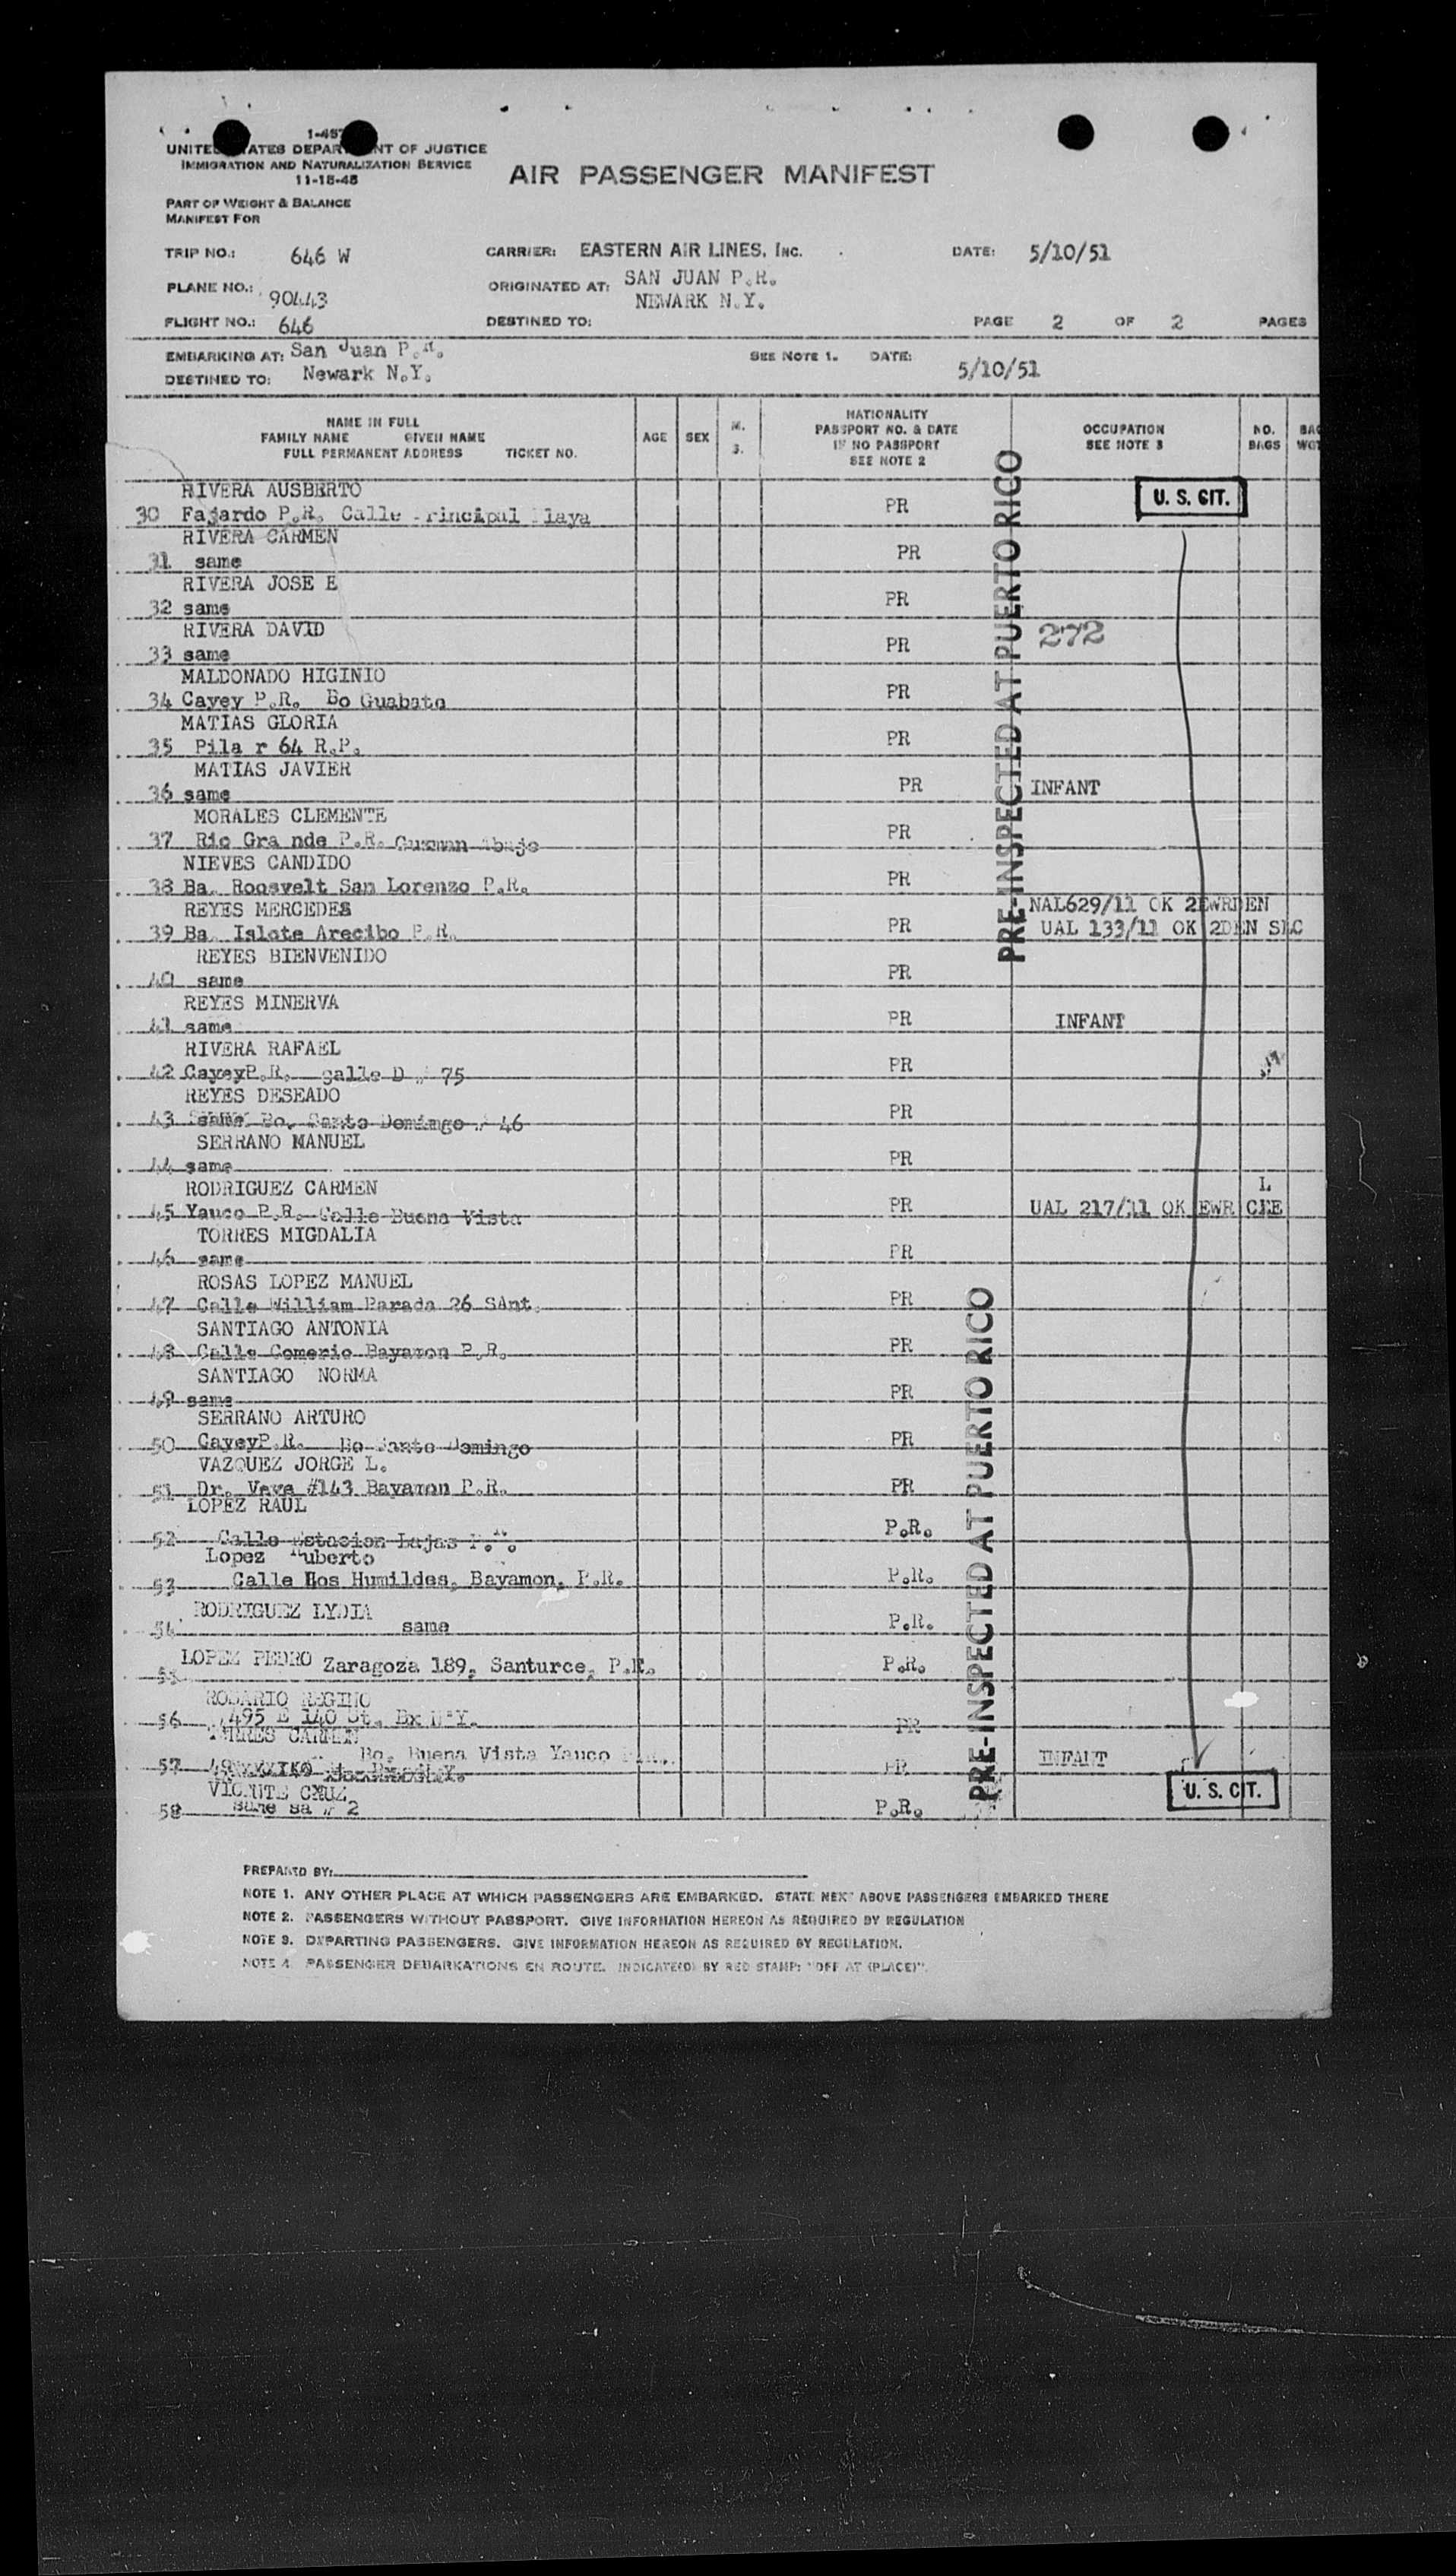 1-457
UNITED STATES DEPARTMENT OF JUSTICE
IMMIGRATION AND NATURALIZATION SERVICE
11-18-48
AIR PASSENGER MANIFEST
PART OF WEIGHT & BALANCE
MANIFEST FOR
TRIP NO.: 646 W CARRIER: EASTERN AIR LINES, INC. DATE: 5/10/51
PLANE NO.: 90443 ORIGINATED AT: SAN JUAN P.R.
NEWARK N.Y.
FLIGHT NO.: 646 DESTINED TO: PAGE 2 OF 2 PAGES
EMBARKING AT: San Juan P.R. SEE NOTE 1. DATE: 5/10/51
DESTINED TO: Newark N.Y.
NAME IN FULL
FAMILY NAME GIVEN NAME
FULL PERMANENT ADDRESS TICKET NO.
AGE SEX M. S.
NATIONALITY
PASSPORT NO. & DATE
IF NO PASSPORT
SEE NOTE 2
OCCUPATION
SEE NOTE 3
NO. BAGS
BAG WGT
PRE-INSPECTED AT PUERTO RICO
U. S. CIT.
RIVERA AUSBERTO
30 Fajardo P.R. Calle Principal Playa PR
RIVERA CARMEN
31 same PR
RIVERA JOSE E
32 same PR
RIVERA DAVID
33 same PR 272
MALDONADO HIGINIO
34 Cayey P.R. Bo Guabate PR
MATIAS GLORIA
35 Pila r 64 R.P. PR
MATIAS JAVIER
36 same PR INFANT
MORALES CLEMENTE
37 Rio Gra nde P.R. Guzman Abajo PR
NIEVES CANDIDO
38 Ba. Roosvelt San Lorenzo P.R. PR
REYES MERCEDES NAL629/11 OK 2EWRDEN
39 Ba. Islote Arecibo P.R. PR UAL 133/11 OK 2DEN SLC
REYES BIENVENIDO
40 same PR
REYES MINERVA
41 same PR INFANT
RIVERA RAFAEL
42 CayeyP.R. calle D # 75 PR
REYES DESEADO
43 same Bo. Santo Domingo # 46 PR
SERRANO MANUEL
44 same PR
RODRIGUEZ CARMEN L
45 Yauco P.R. Calle Buena Vista PR UAL 217/11 OK EWR CLE
TORRES MIGDALIA
46 same PR
ROSAS LOPEZ MANUEL
47 Calle William Parada 26 SAnt. PR
SANTIAGO ANTONIA
48 Calle Comerio Bayamon P.R. PR
SANTIAGO NORMA
49 same PR
SERRANO ARTURO
50 CayeyP.R. Bo Santo Domingo PR
VAZQUEZ JORGE L.
51 Dr. Veve #143 Bayamon P.R. PR
LOPEZ RAUL
52 Calle Estacion Lajas P.R. P.R.
Lopez Ruberto
53 Calle Los Humildes, Bayamon, P.R. P.R.
RODRIGUEZ LYDIA
54 same P.R.
55 LOPEZ PEDRO Zaragoza 189, Santurce, P.R. P.R.
ROSARIO REGINO
56 495 E 140 St. Bx N Y. PR
TORRES CARMEN
57 Bo. Buena Vista Yauco PR INFANT
VICENTE CRUZ
58 same sa # 2 P.R.
PRE-INSPECTED AT PUERTO RICO
U. S. CIT.
PREPARED BY:
NOTE 1. ANY OTHER PLACE AT WHICH PASSENGERS ARE EMBARKED. STATE NEXT ABOVE PASSENGERS EMBARKED THERE
NOTE 2. PASSENGERS WITHOUT PASSPORT. GIVE INFORMATION HEREON AS REQUIRED BY REGULATION
NOTE 3. DEPARTING PASSENGERS. GIVE INFORMATION HEREON AS REQUIRED BY REGULATION.
NOTE 4. PASSENGER DEBARKATIONS EN ROUTE. INDICATE(D) BY RED STAMP: "OFF AT (PLACE)".